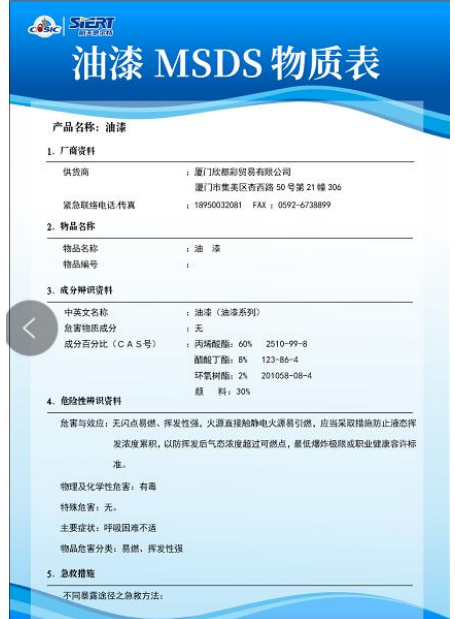 CASIC SiERT
航天思尔特
油漆 MSDS 物质表
产品名称：油漆
1．厂商资料
供货商 ：厦门欣都彩贸易有限公司
厦门市集美区杏西路 50 号第 21 幢 306
紧急联络电话/传真 ：18950032081 FAX ：0592-6738899
2．物品名称
物品名称 ：油 漆
物品编号 ：
3．成分辨识资料
中英文名称 ：油漆（油漆系列）
危害物质成分 ：无
成分百分比（ＣＡＳ号） ：丙烯酸酯：60% 2510-99-8
醋酸丁酯：8% 123-86-4
环氧树酯：2% 201058-08-4
颜 料：30%
4．危险性辨识资料
危害与效应：无闪点易燃、挥发性强，火源直接触静电火源易引燃，应当采取措施防止液态挥
发浓度累积，以防挥发后气态浓度超过可燃点，最低爆炸极限或职业健康容许标
准。
物理及化学性危害：有毒
特殊危害：无。
主要症状：呼吸困难不适
物品危害分类：易燃、挥发性强
5．急救措施
不同暴露途径之急救方法：